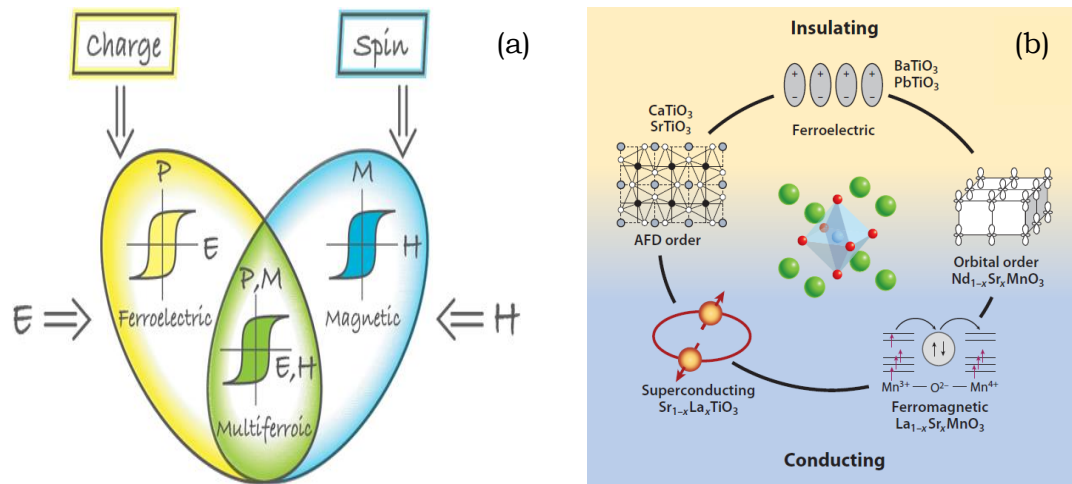 Charge
Spin
(a)
P
E
Ferroelectric
M
H
Magnetic
P,M
E,H
Multiferroic
E
H
(b)
Insulating
BaTiO₃
PbTiO₃
+ + + +
− − − −
Ferroelectric
CaTiO₃
SrTiO₃
AFD order
Orbital order
Nd₁₋ₓSrₓMnO₃
Superconducting
Sr₁₋ₓLaₓTiO₃
Mn³⁺ — O²⁻ — Mn⁴⁺
Ferromagnetic
La₁₋ₓSrₓMnO₃
Conducting